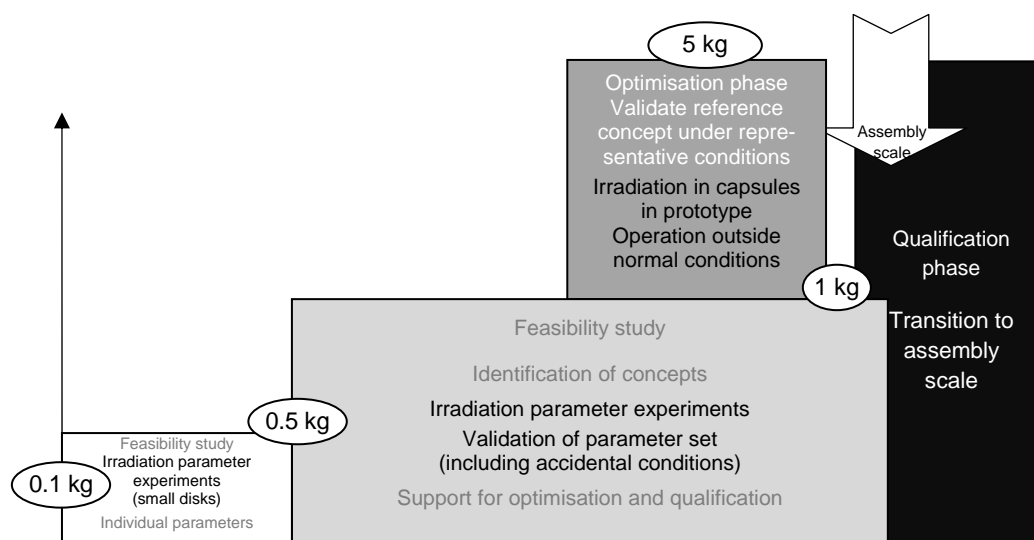 5 kg
Optimisation phase
Validate reference
concept under repre-
sentative conditions
Irradiation in capsules
in prototype
Operation outside
normal conditions
Assembly
scale
Qualification
phase
Transition to
assembly
scale
1 kg
Feasibility study
Identification of concepts
Irradiation parameter experiments
Validation of parameter set
(including accidental conditions)
Support for optimisation and qualification
0.5 kg
Feasibility study
Irradiation parameter
experiments
(small disks)
Individual parameters
0.1 kg